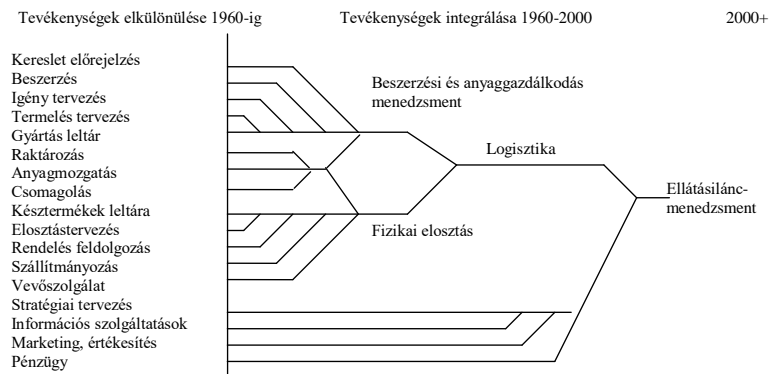 Tevékenységek elkülönülése 1960-ig
Tevékenységek integrálása 1960-2000
2000+
Kereslet előrejelzés
Beszerzés
Igény tervezés
Termelés tervezés
Gyártás leltár
Raktározás
Anyagmozgatás
Csomagolás
Késztermékek leltára
Elosztástervezés
Rendelés feldolgozás
Szállítmányozás
Vevőszolgálat
Stratégiai tervezés
Információs szolgáltatások
Marketing, értékesítés
Pénzügy
Beszerzési és anyaggazdálkodás
menedzsment
Fizikai elosztás
Logisztika
Ellátásilánc-
menedzsment